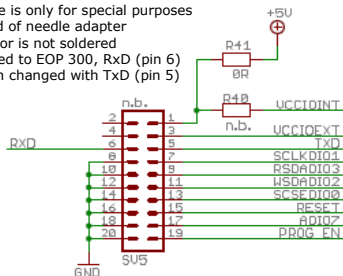 e is only for special purposes
d of needle adapter
or is not soldered
ed to EOP 300, RxD (pin 6)
n changed with TxD (pin 5)
+5V
R41
0R
R40
n.b.
n.b.
VCCIOINT
2 1
4 3 VCCIOEXT
RXD 6 5 TXD
8 7 SCLKDIO1
10 9 RSDADIO3
12 11 WSDADIO2
14 13 SCSEDIO0
16 15 RESET
18 17 ADIO7
20 19 PROG_EN
SV5
GND